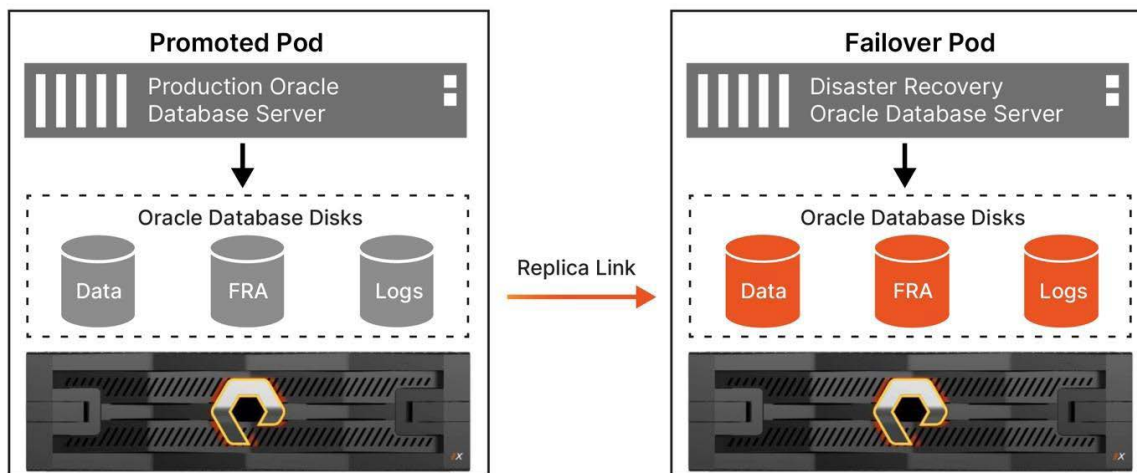 Promoted Pod
Production Oracle
Database Server
Oracle Database Disks
Data
FRA
Logs
Replica Link
Failover Pod
Disaster Recovery
Oracle Database Server
Oracle Database Disks
Data
FRA
Logs